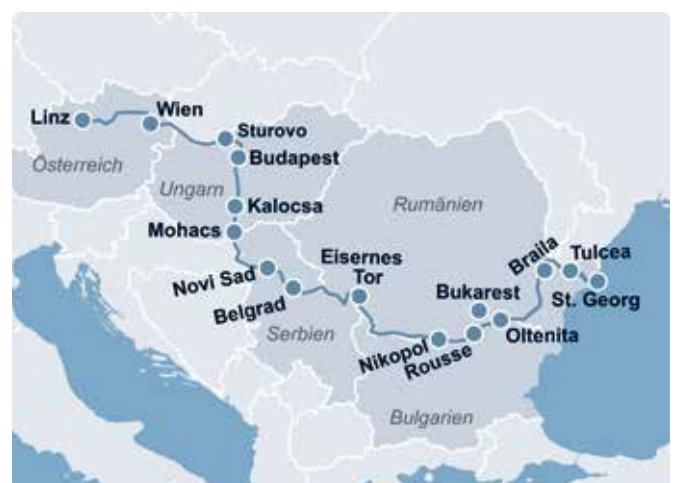 Linz
Wien
Sturovo
Österreich
Budapest
Ungarn
Kalocsa
Rumänien
Mohacs
Eisernes
Tor
Novi Sad
Belgrad
Serbien
Braila
Tulcea
St. Georg
Bukarest
Oltenita
Nikopol
Rousse
Bulgarien